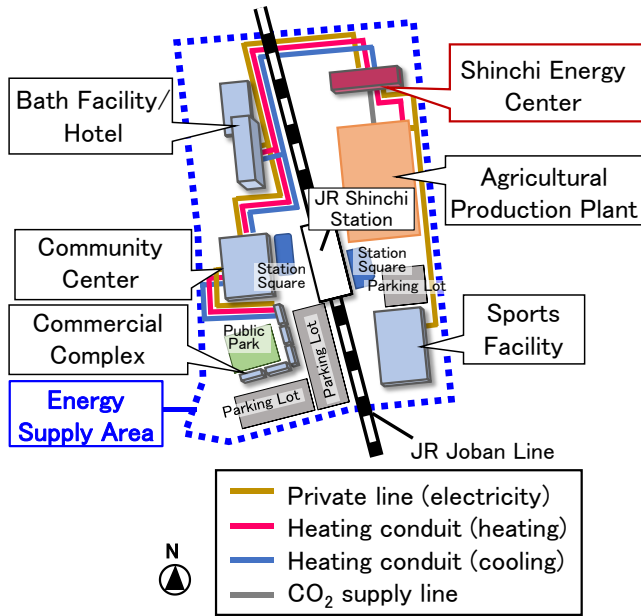 Shinchi Energy
Center
Bath Facility/
Hotel
JR Shinchi
Station
Agricultural
Production Plant
Community
Center
Station
Square
Station
Square
Parking Lot
Commercial
Complex
Public
Park
Parking Lot
Sports
Facility
Energy
Supply Area
Parking Lot
JR Joban Line
Private line (electricity)
Heating conduit (heating)
Heating conduit (cooling)
CO₂ supply line
N